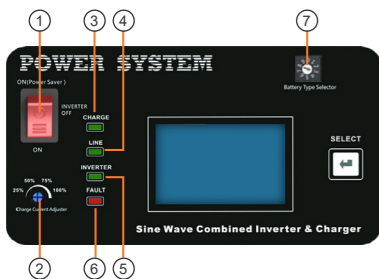 1
3
4
7
POWER SYSTEM
ON(Power Saver)
INVERTER
OFF
ON
CHARGE
LINE
INVERTER
FAULT
Battery Type Selector
SELECT
50% 75%
25% 100%
Charge Current Adjuster
Sine Wave Combined Inverter & Charger
2
6
5